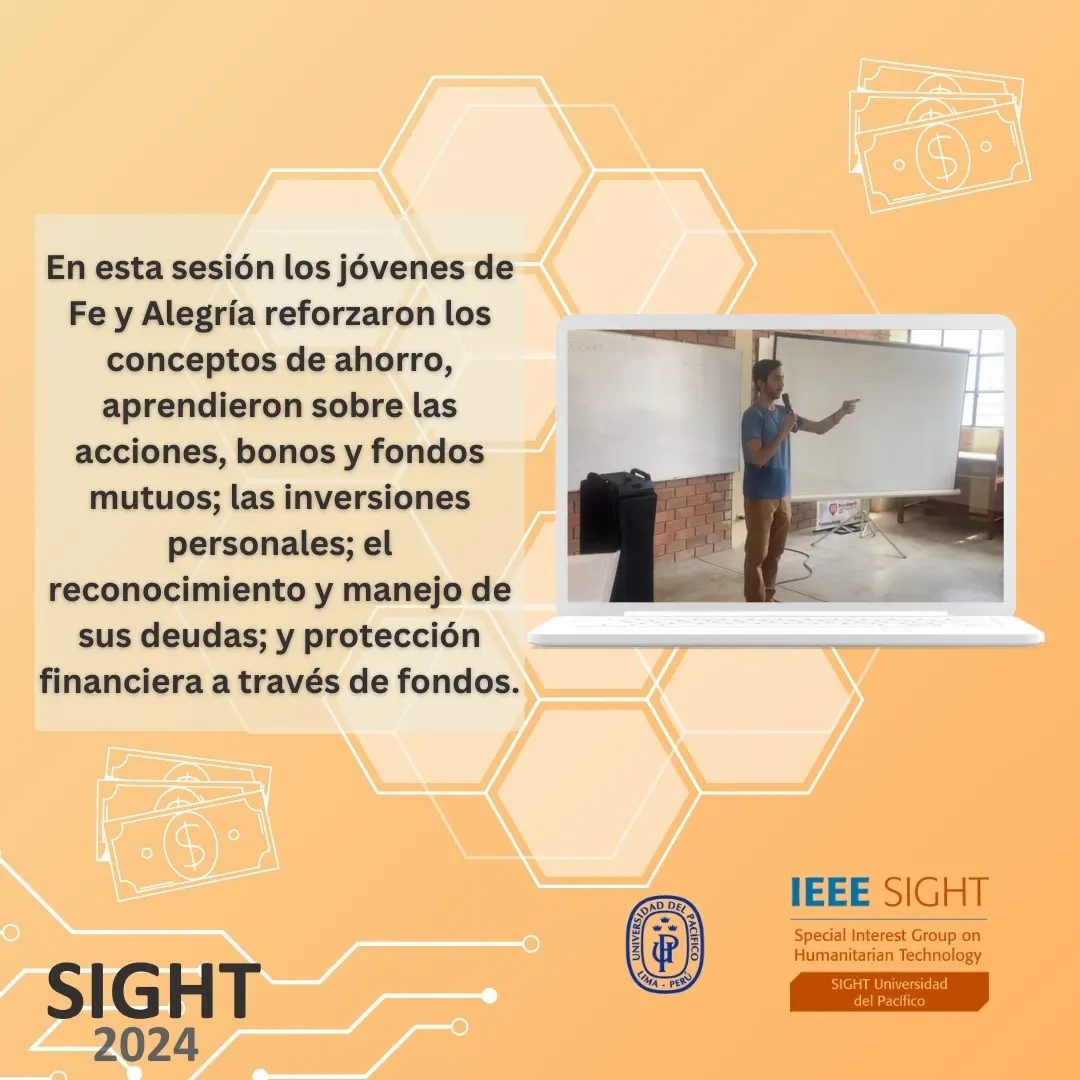 En esta sesión los jóvenes de
Fe y Alegría reforzaron los
conceptos de ahorro,
aprendieron sobre las
acciones, bonos y fondos
mutuos; las inversiones
personales; el
reconocimiento y manejo de
sus deudas; y protección
financiera a través de fondos.
SIGHT
2024
UNIVERSIDAD DEL PACÍFICO
LIMA - PERÚ
IEEE SIGHT
Special Interest Group on
Humanitarian Technology
SIGHT Universidad
del Pacífico